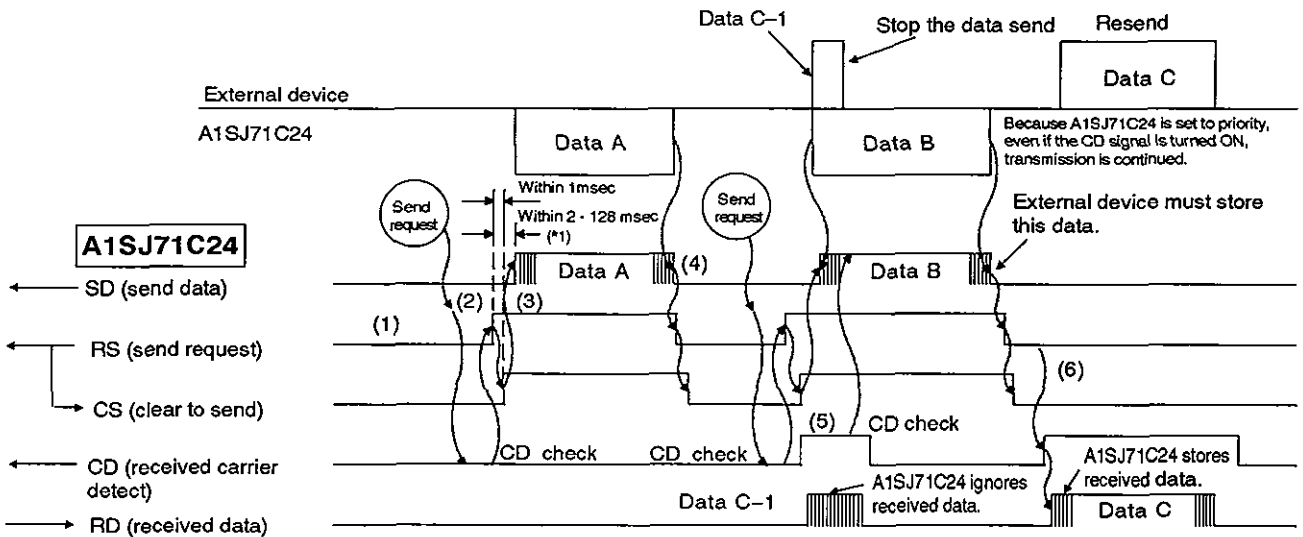 Data C-1
Stop the data send
Resend
Data C
External device
A1SJ71C24
Data A
Data B
Because A1SJ71C24 is set to priority,
even if the CD signal is turned ON,
transmission is continued.
Send
request
Within 1msec
Within 2 - 128 msec
(*1)
Send
request
External device must store
this data.
A1SJ71C24
SD (send data)
Data A
(4)
Data B
(1)
(2)
(3)
RS (send request)
(6)
CS (clear to send)
(5)
CD check
CD (received carrier
detect)
CD check
CD check
A1SJ71C24 stores
received data.
Data C-1
A1SJ71C24 ignores
received data.
Data C
RD (received data)